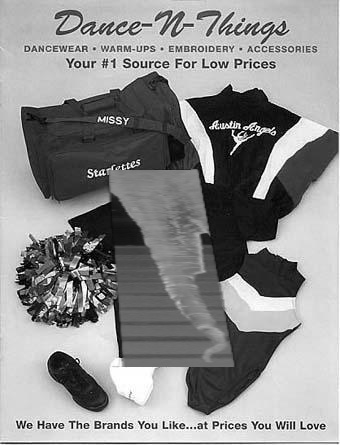 Dance-N-Things
DANCEWEAR • WARM-UPS • EMBROIDERY • ACCESSORIES
Your #1 Source For Low Prices
MISSY
Austin Angels
Starlettes
We Have The Brands You Like...at Prices You Will Love